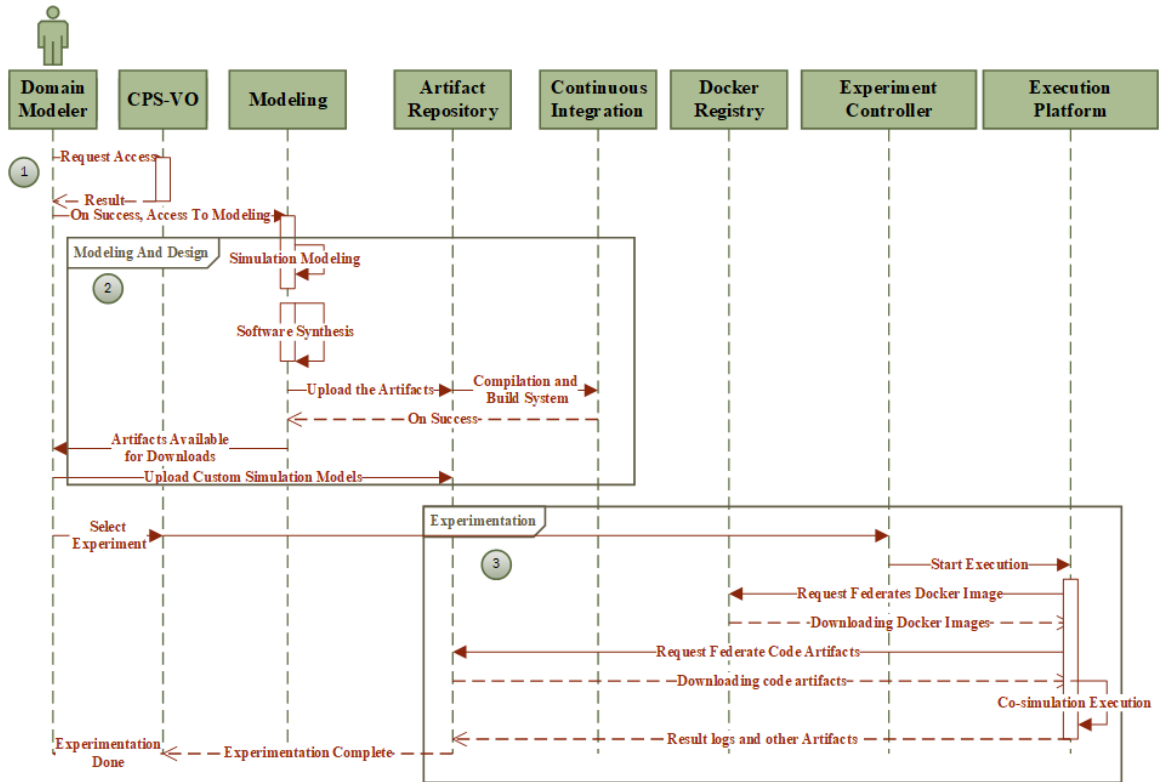 Domain
Modeler
CPS-VO
Modeling
Artifact
Repository
Continuous
Integration
Docker
Registry
Experiment
Controller
Execution
Platform
1
Request Access
Result
On Success, Access To Modeling
Modeling And Design
2
Simulation Modeling
Software Synthesis
Upload the Artifacts
Compilation and
Build System
On Success
Artifacts Available
for Downloads
Upload Custom Simulation Models
Experimentation
Select
Experiment
3
Start Execution
Request Federates Docker Image
Downloading Docker Images
Request Federate Code Artifacts
Downloading code artifacts
Co-simulation Execution
Result logs and other Artifacts
Experimentation
Done
Experimentation Complete